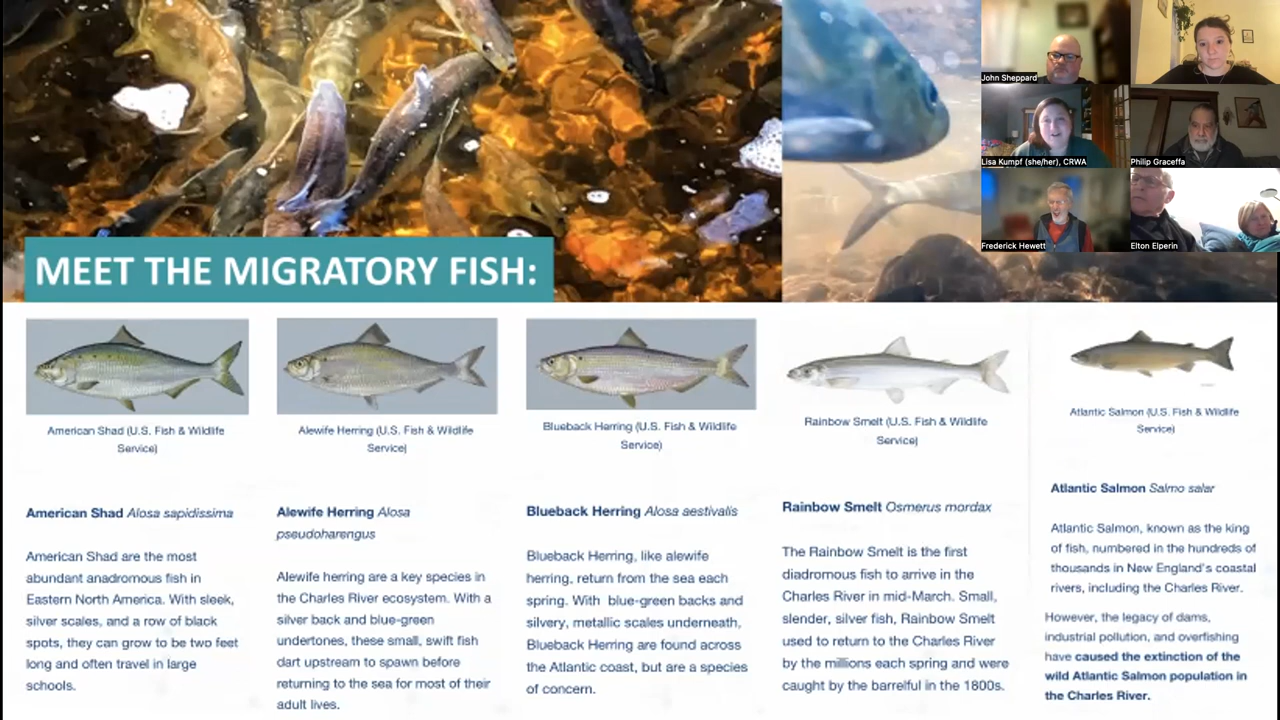 John Sheppard
Lisa Kumpf (she/her), CRWA
Philip Graceffa
Frederick Hewett
Elton Elperin
MEET THE MIGRATORY FISH:
American Shad (U.S. Fish & Wildlife
Service)
American Shad Alosa sapidissima
American Shad are the most
abundant anadromous fish in
Eastern North America. With sleek,
silver scales, and a row of black
spots, they can grow to be two feet
long and often travel in large
schools.
Alewife Herring (U.S. Fish & Wildlife
Service)
Alewife Herring Alosa
pseudoharengus
Alewife herring are a key species in
the Charles River ecosystem. With a
silver back and blue-green
undertones, these small, swift fish
dart upstream to spawn before
returning to the sea for most of their
adult lives.
Blueback Herring (U.S. Fish & Wildlife
Service)
Blueback Herring Alosa aestivalis
Blueback Herring, like alewife
herring, return from the sea each
spring. With blue-green backs and
silvery, metallic scales underneath,
Blueback Herring are found across
the Atlantic coast, but are a species
of concern.
Rainbow Smelt (U.S. Fish & Wildlife
Service)
Rainbow Smelt Osmerus mordax
The Rainbow Smelt is the first
diadromous fish to arrive in the
Charles River in mid-March. Small,
slender, silver fish, Rainbow Smelt
used to return to the Charles River
by the millions each spring and were
caught by the barrelful in the 1800s.
Atlantic Salmon (U.S. Fish & Wildlife
Service)
Atlantic Salmon Salmo salar
Atlantic Salmon, known as the king
of fish, numbered in the hundreds of
thousands in New England's coastal
rivers, including the Charles River.
However, the legacy of dams,
industrial pollution, and overfishing
have caused the extinction of the
wild Atlantic Salmon population in
the Charles River.